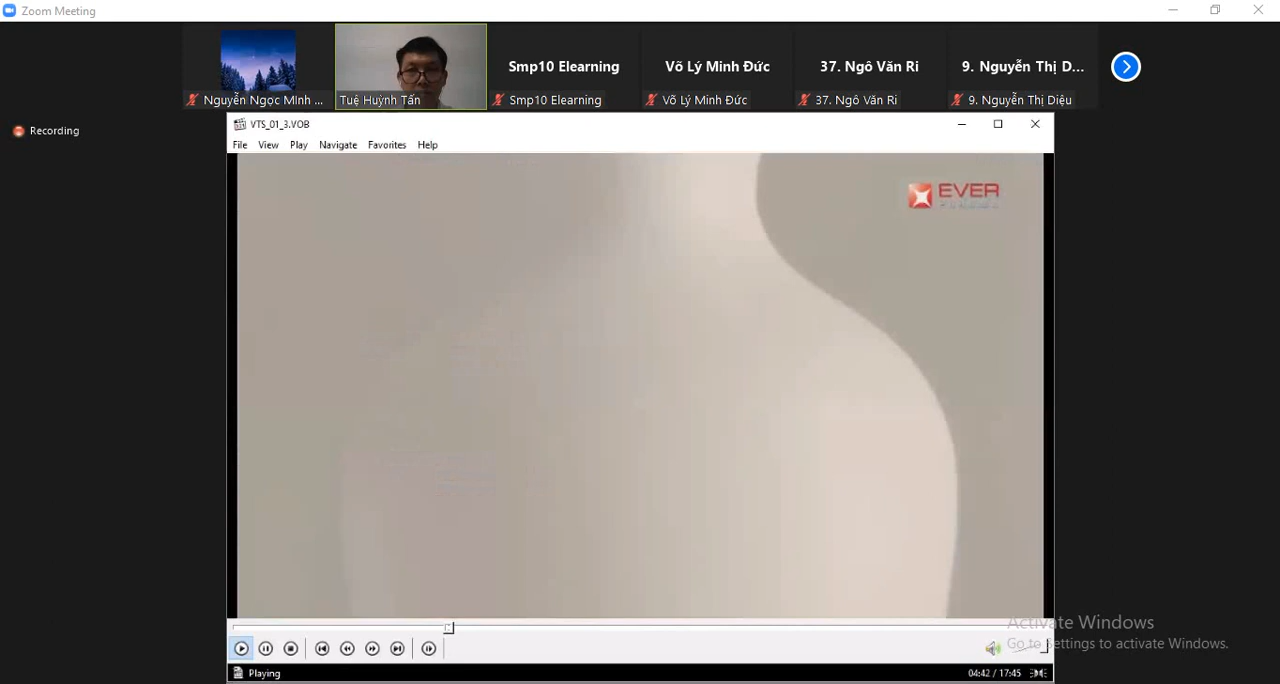 Zoom Meeting
Smp10 Elearning
Võ Lý Minh Đức
37. Ngô Văn Ri
9. Nguyễn Thị D...
Nguyễn Ngọc Minh ...
Tuệ Huỳnh Tấn
Smp10 Elearning
Võ Lý Minh Đức
37. Ngô Văn Ri
9. Nguyễn Thị Diệu
Recording
VTS_01_3.VOB
File View Play Navigate Favorites Help
EVER
Activate Windows
Go to Settings to activate Windows.
Playing
04:42 / 17:45